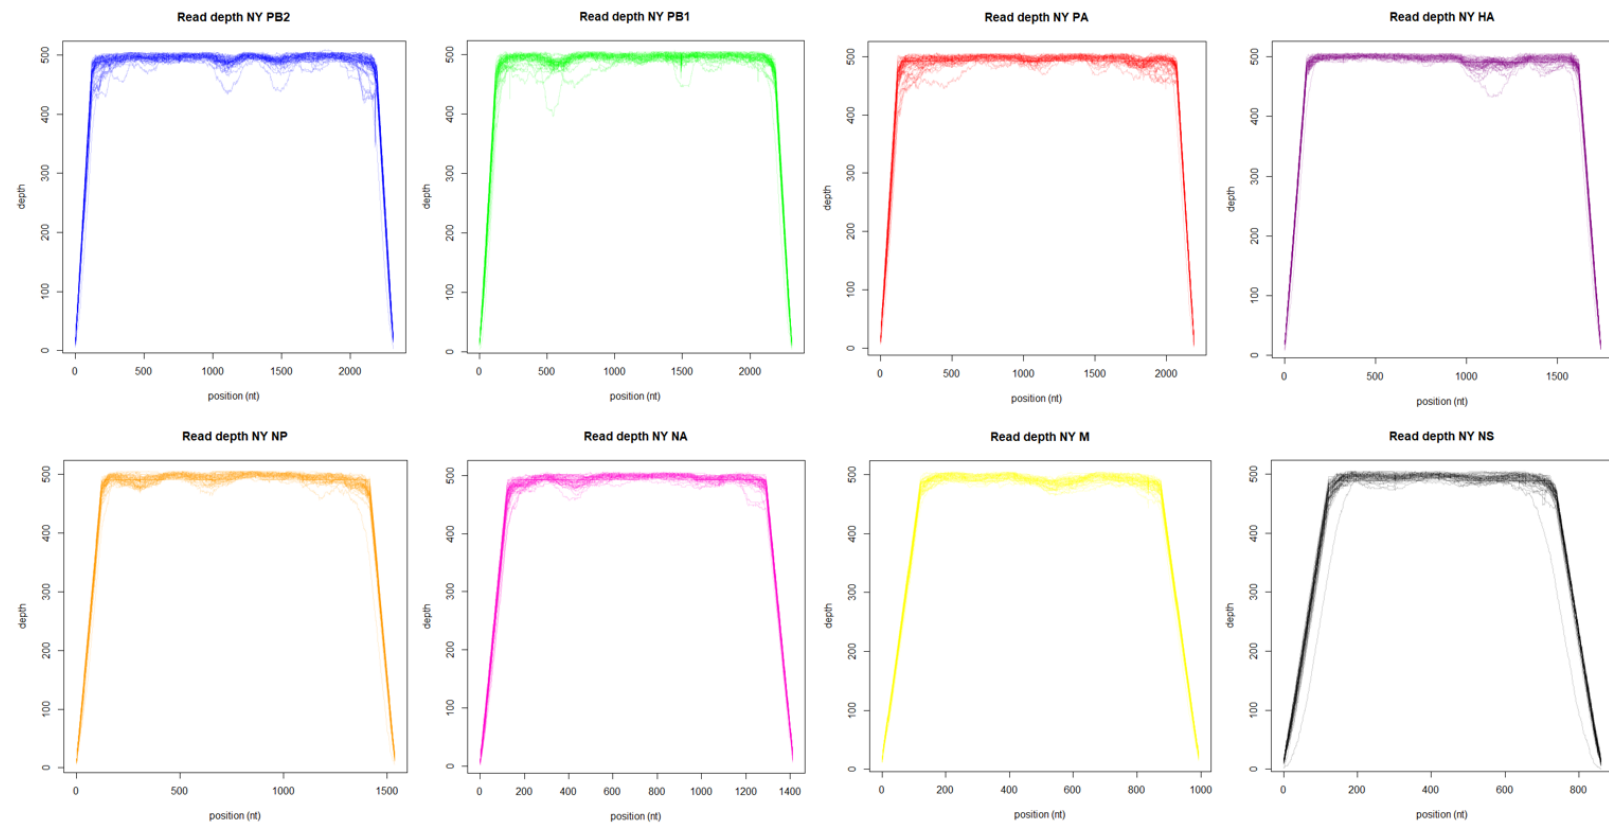 Read depth NY PB2
Read depth NY PB1
Read depth NY PA
Read depth NY HA
depth
0 100 200 300 400 500
0 500 1000 1500 2000
position (nt)
depth
0 100 200 300 400 500
0 500 1000 1500 2000
position (nt)
depth
0 100 200 300 400 500
0 500 1000 1500 2000
position (nt)
depth
0 100 200 300 400 500
0 500 1000 1500
position (nt)
Read depth NY NP
Read depth NY NA
Read depth NY M
Read depth NY NS
depth
0 100 200 300 400 500
0 500 1000 1500
position (nt)
depth
0 100 200 300 400 500
0 200 400 600 800 1000 1200 1400
position (nt)
depth
0 100 200 300 400 500
0 200 400 600 800 1000
position (nt)
depth
0 100 200 300 400 500
0 200 400 600 800
position (nt)